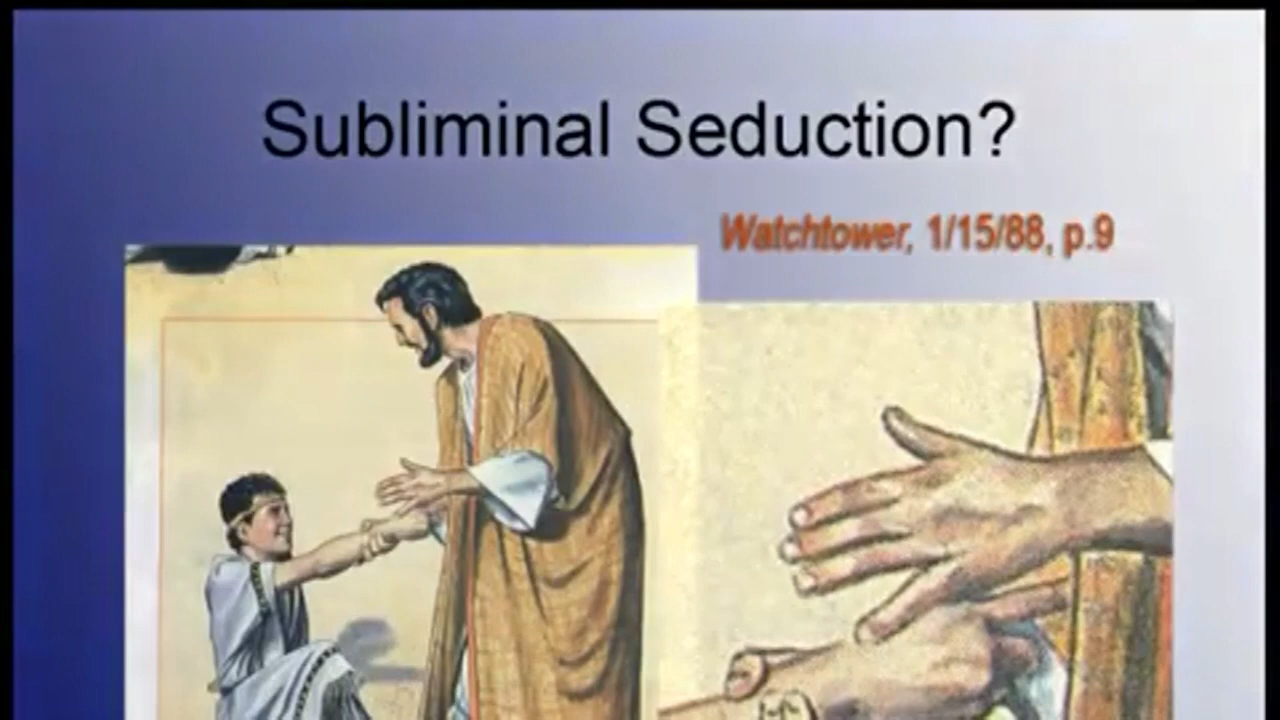 Subliminal Seduction?
Watchtower, 1/15/88, p.9